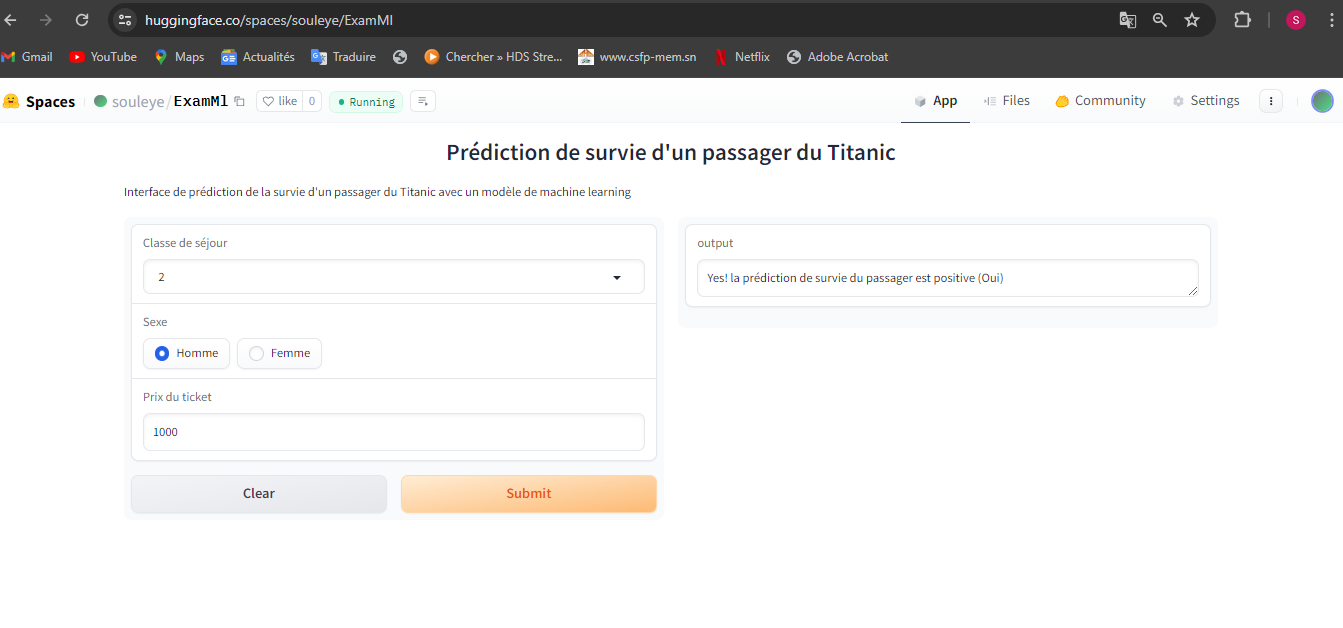 huggingface.co/spaces/souleye/ExamMl
S
Gmail YouTube Maps Actualités Traduire Chercher » HDS Stre... www.csfp-mem.sn Netflix Adobe Acrobat
Spaces souleye/ExamMl like 0 Running App Files Community Settings
Prédiction de survie d'un passager du Titanic
Interface de prédiction de la survie d'un passager du Titanic avec un modèle de machine learning
Classe de séjour
2
Sexe
Homme Femme
Prix du ticket
1000
Clear Submit
output
Yes! la prédiction de survie du passager est positive (Oui)